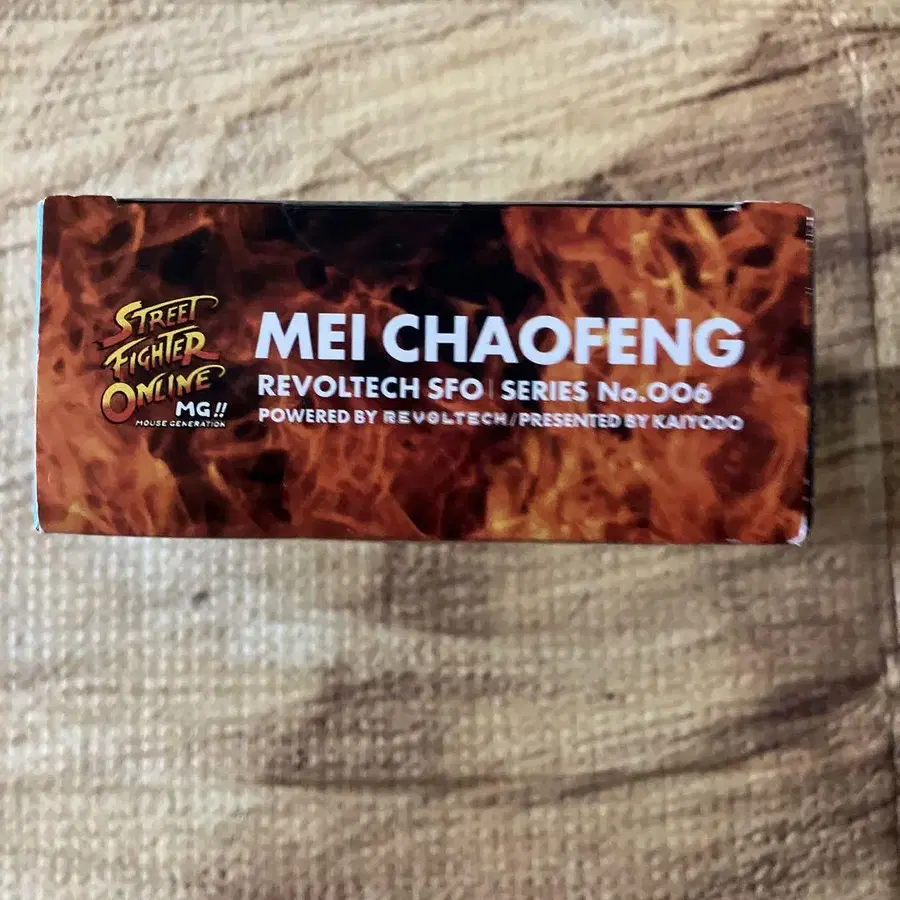 STREET
FIGHTER
ONLINE
MG!!
MOUSE GENERATION
MEI CHAOFENG
REVOLTECH SFO | SERIES No.006
POWERED BY REVOLTECH / PRESENTED BY KAIYODO